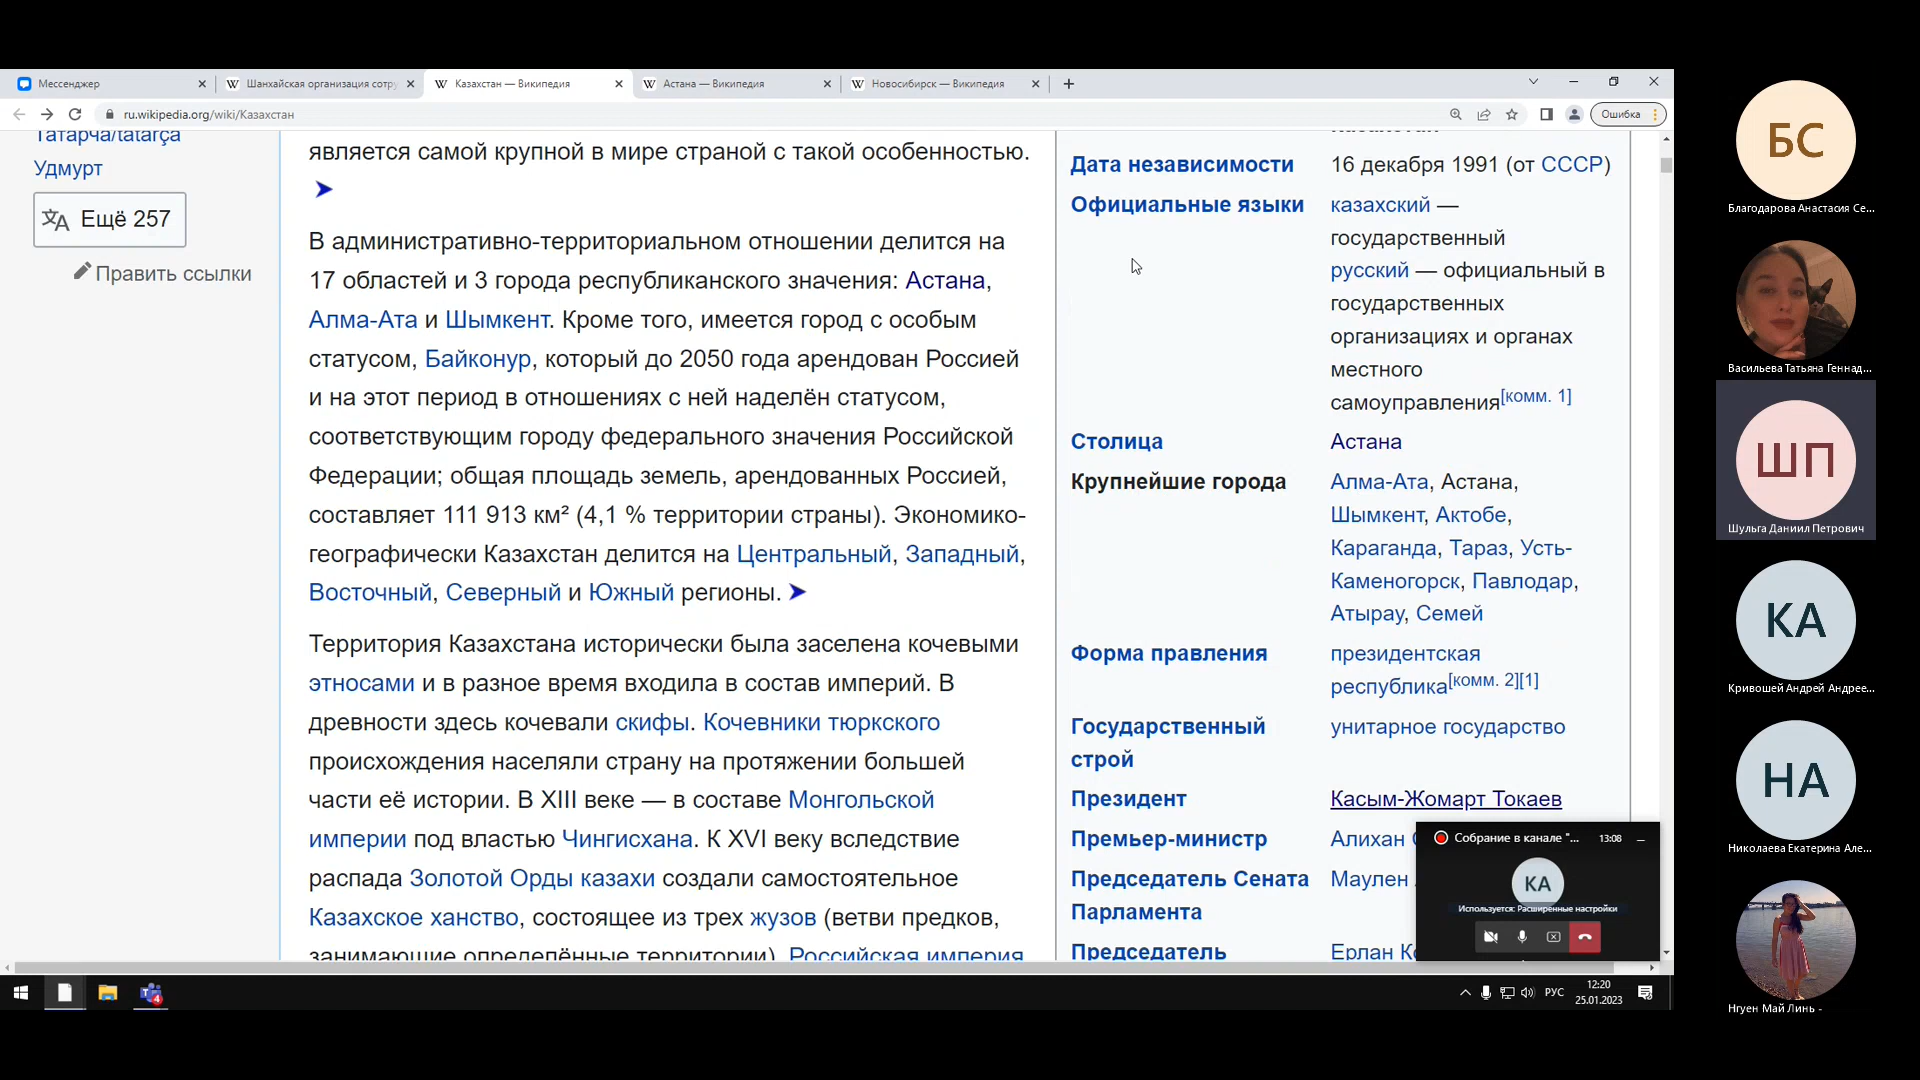 Мессенджер
Шанхайская организация сотру
Казахстан — Википедия
Астана — Википедия
Новосибирск — Википедия
ru.wikipedia.org/wiki/Казахстан
Ошибка
Татарча/tatarça
Удмурт
Ещё 257
Править ссылки
является самой крупной в мире страной с такой особенностью.
В административно-территориальном отношении делится на
17 областей и 3 города республиканского значения: Астана,
Алма-Ата и Шымкент. Кроме того, имеется город с особым
статусом, Байконур, который до 2050 года арендован Россией
и на этот период в отношениях с ней наделён статусом,
соответствующим городу федерального значения Российской
Федерации; общая площадь земель, арендованных Россией,
составляет 111 913 км² (4,1 % территории страны). Экономико-
географически Казахстан делится на Центральный, Западный,
Восточный, Северный и Южный регионы.
Территория Казахстана исторически была заселена кочевыми
этносами и в разное время входила в состав империй. В
древности здесь кочевали скифы. Кочевники тюркского
происхождения населяли страну на протяжении большей
части её истории. В XIII веке — в составе Монгольской
империи под властью Чингисхана. К XVI веку вследствие
распада Золотой Орды казахи создали самостоятельное
Казахское ханство, состоящее из трех жузов (ветви предков,
занимающие определённые территории). Российская империя
Казахстан
Дата независимости 16 декабря 1991 (от СССР)
Официальные языки казахский —
государственный
русский — официальный в
государственных
организациях и органах
местного
самоуправления[комм. 1]
Столица Астана
Крупнейшие города Алма-Ата, Астана,
Шымкент, Актобе,
Караганда, Тараз, Усть-
Каменогорск, Павлодар,
Атырау, Семей
Форма правления президентская
республика[комм. 2][1]
Государственный унитарное государство
строй
Президент Касым-Жомарт Токаев
Премьер-министр Алихан
Председатель Сената Маулен
Парламента
Председатель Ерлан Ко
Собрание в канале "... 13:08
КА
Используется: Расширенные настройки
4
РУС
12:20
25.01.2023
БС
Благодарова Анастасия Се...
Васильева Татьяна Геннад...
ШП
Шульга Даниил Петрович
КА
Кривошей Андрей Андрее...
НА
Николаева Екатерина Але...
Нгуен Май Линь -